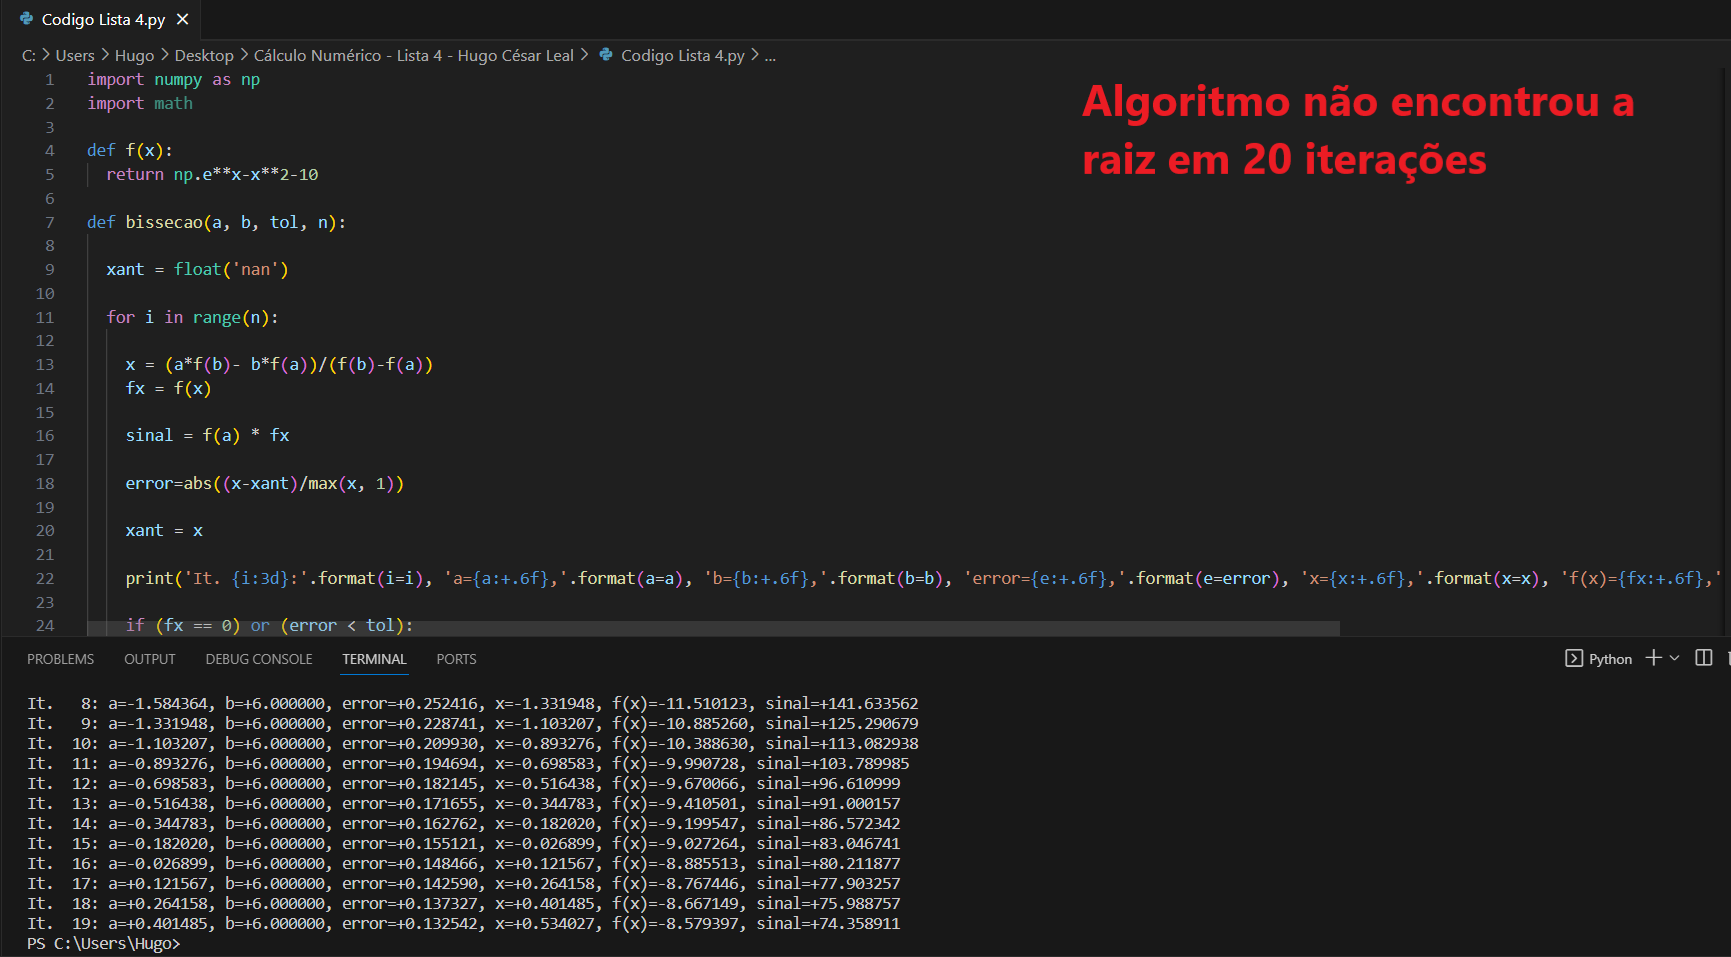 Codigo Lista 4.py ×
C: > Users > Hugo > Desktop > Cálculo Numérico - Lista 4 - Hugo César Leal > Codigo Lista 4.py > ...
Algoritmo não encontrou a
raiz em 20 iterações
1 import numpy as np
2 import math
3
4 def f(x):
5 return np.e**x-x**2-10
6
7 def bissecao(a, b, tol, n):
8
9 xant = float('nan')
10
11 for i in range(n):
12
13 x = (a*f(b)- b*f(a))/(f(b)-f(a))
14 fx = f(x)
15
16 sinal = f(a) * fx
17
18 error=abs((x-xant)/max(x, 1))
19
20 xant = x
21
22 print('It. {i:3d}:'.format(i=i), 'a={a:+.6f},'.format(a=a), 'b={b:+.6f},'.format(b=b), 'error={e:+.6f},'.format(e=error), 'x={x:+.6f},'.format(x=x), 'f(x)={fx:+.6f},'
23
24 if (fx == 0) or (error < tol):
PROBLEMS OUTPUT DEBUG CONSOLE TERMINAL PORTS
Python
It. 8: a=-1.584364, b=+6.000000, error=+0.252416, x=-1.331948, f(x)=-11.510123, sinal=+141.633562
It. 9: a=-1.331948, b=+6.000000, error=+0.228741, x=-1.103207, f(x)=-10.885260, sinal=+125.290679
It. 10: a=-1.103207, b=+6.000000, error=+0.209930, x=-0.893276, f(x)=-10.388630, sinal=+113.082938
It. 11: a=-0.893276, b=+6.000000, error=+0.194694, x=-0.698583, f(x)=-9.990728, sinal=+103.789985
It. 12: a=-0.698583, b=+6.000000, error=+0.182145, x=-0.516438, f(x)=-9.670066, sinal=+96.610999
It. 13: a=-0.516438, b=+6.000000, error=+0.171655, x=-0.344783, f(x)=-9.410501, sinal=+91.000157
It. 14: a=-0.344783, b=+6.000000, error=+0.162762, x=-0.182020, f(x)=-9.199547, sinal=+86.572342
It. 15: a=-0.182020, b=+6.000000, error=+0.155121, x=-0.026899, f(x)=-9.027264, sinal=+83.046741
It. 16: a=-0.026899, b=+6.000000, error=+0.148466, x=+0.121567, f(x)=-8.885513, sinal=+80.211877
It. 17: a=+0.121567, b=+6.000000, error=+0.142590, x=+0.264158, f(x)=-8.767446, sinal=+77.903257
It. 18: a=+0.264158, b=+6.000000, error=+0.137327, x=+0.401485, f(x)=-8.667149, sinal=+75.988757
It. 19: a=+0.401485, b=+6.000000, error=+0.132542, x=+0.534027, f(x)=-8.579397, sinal=+74.358911
PS C:\Users\Hugo>